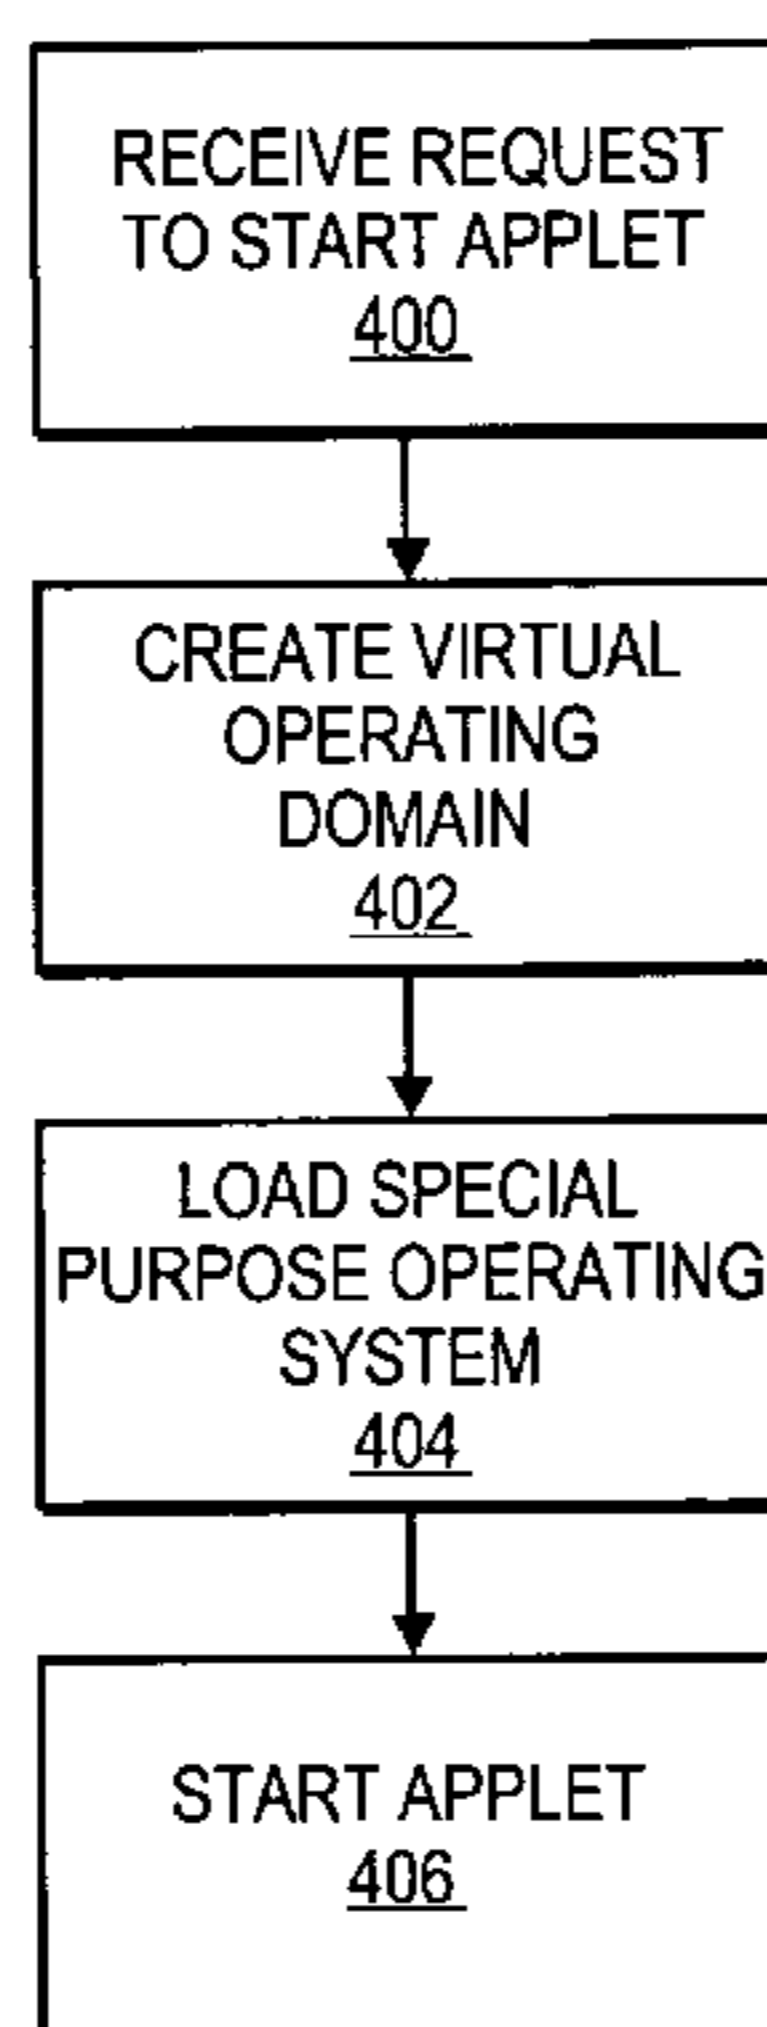 RECEIVE REQUEST
TO START APPLET
400
CREATE VIRTUAL
OPERATING
DOMAIN
402
LOAD SPECIAL
PURPOSE OPERATING
SYSTEM
404
START APPLET
406